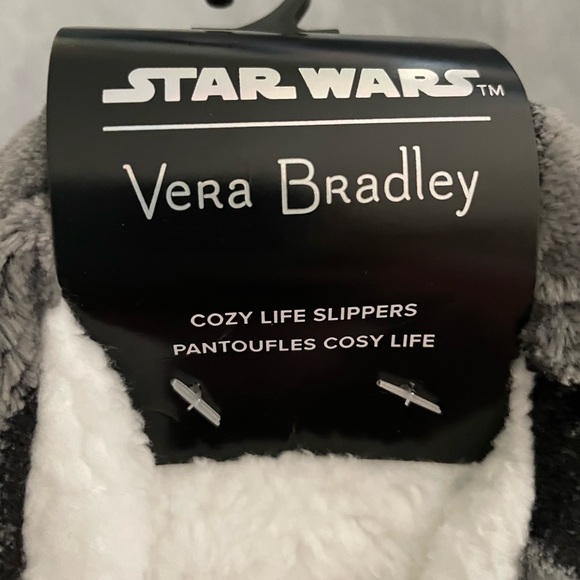 STAR WARS™
Vera Bradley
COZY LIFE SLIPPERS
PANTOUFLES COSY LIFE